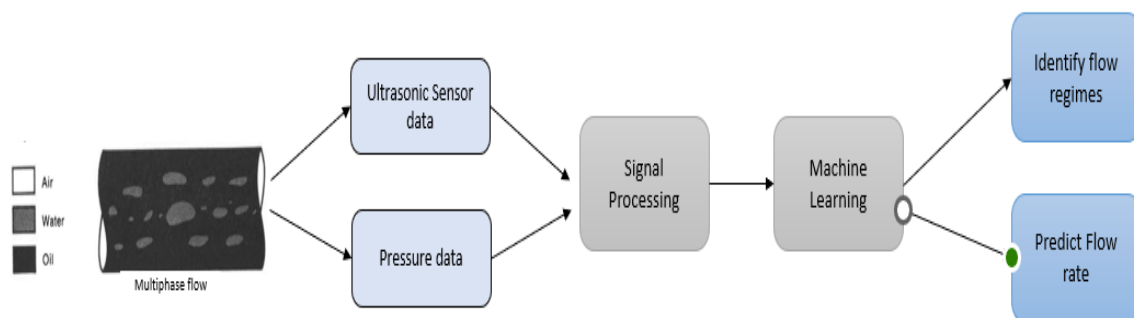 Air
Water
Oil
Multiphase flow
Ultrasonic Sensor
data
Pressure data
Signal
Processing
Machine
Learning
Identify flow
regimes
Predict Flow
rate